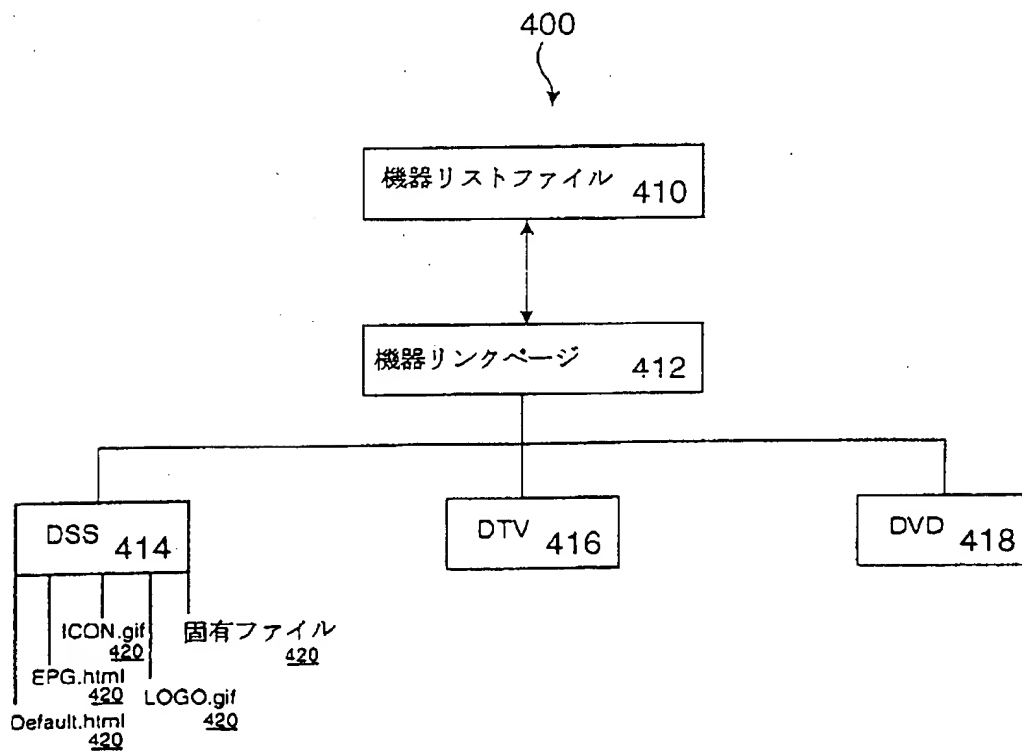 400
機器リストファイル 410
機器リンクページ 412
DSS 414
DTV 416
DVD 418
ICON.gif
420
固有ファイル
420
EPG.html
420
LOGO.gif
420
Default.html
420